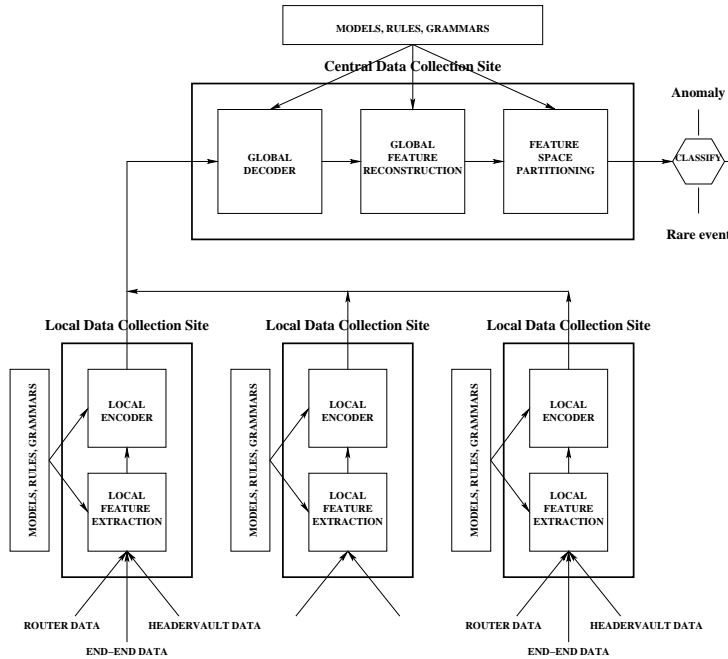 MODELS, RULES, GRAMMARS
Central Data Collection Site
Anomaly
GLOBAL
DECODER
GLOBAL
FEATURE
RECONSTRUCTION
FEATURE
SPACE
PARTITIONING
CLASSIFY
Rare event
Local Data Collection Site
Local Data Collection Site
Local Data Collection Site
MODELS, RULES, GRAMMARS
LOCAL
ENCODER
LOCAL
FEATURE
EXTRACTION
MODELS, RULES, GRAMMARS
LOCAL
ENCODER
LOCAL
FEATURE
EXTRACTION
MODELS, RULES, GRAMMARS
LOCAL
ENCODER
LOCAL
FEATURE
EXTRACTION
ROUTER DATA
HEADERVAULT DATA
END–END DATA
ROUTER DATA
HEADERVAULT DATA
END–END DATA